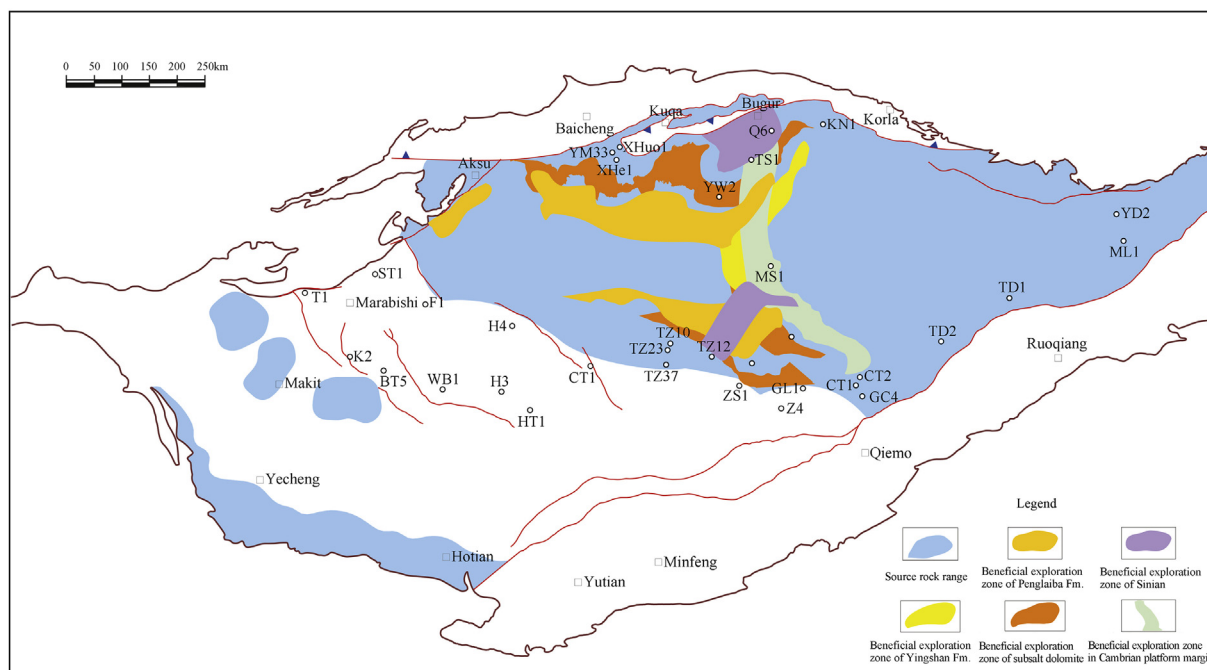 0 50 100 150 200 250km
Bugur
Kuqa
Korla
Baicheng
KN1
Q6
XHuo1
YM33
XHe1
TS1
Aksu
YW2
YD2
ML1
ST1
MS1
T1
Marabishi
F1
TD1
H4
TZ10
TD2
TZ23
TZ12
Ruoqiang
K2
TZ37
CT1
CT2
BT5
Makit
WB1
H3
ZS1
GL1
CT1
GC4
HT1
Z4
Qiemo
Yecheng
Legend
Hotian
Minfeng
Yutian
Source rock range
Beneficial exploration
zone of Penglaiba Fm.
Beneficial exploration
zone of Sinian
Beneficial exploration
zone of Yingshan Fm.
Beneficial exploration
zone of subsalt dolomite
Beneficial exploration zone
in Cambrian platform margi